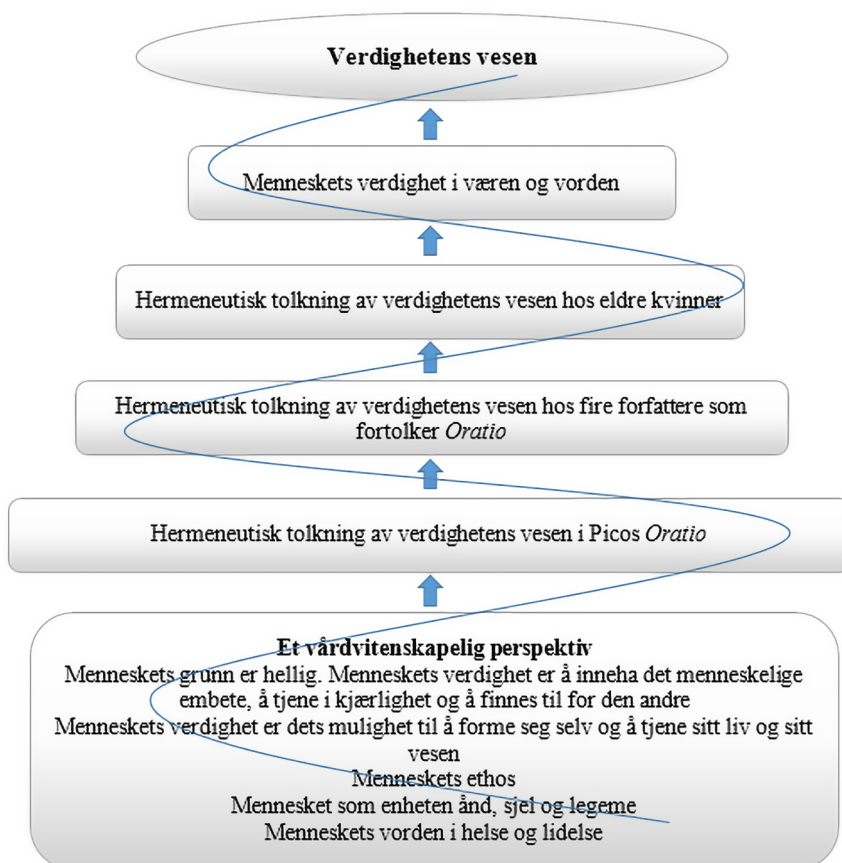 Verdighetens vesen
Menneskets verdighet i væren og vorden
Hermeneutisk tolkning av verdighetens vesen hos eldre kvinner
Hermeneutisk tolkning av verdighetens vesen hos fire forfattere som
fortolker Oratio
Hermeneutisk tolkning av verdighetens vesen i Picos Oratio
Et vårdvitenskapelig perspektiv
Menneskets grunn er hellig. Menneskets verdighet er å inneha det menneskelige
embete, å tjene i kjærlighet og å finnes til for den andre
Menneskets verdighet er dets mulighet til å forme seg selv og å tjene sitt liv og sitt
vesen
Menneskets ethos
Mennesket som enheten ånd, sjel og legeme
Menneskets vorden i helse og lidelse